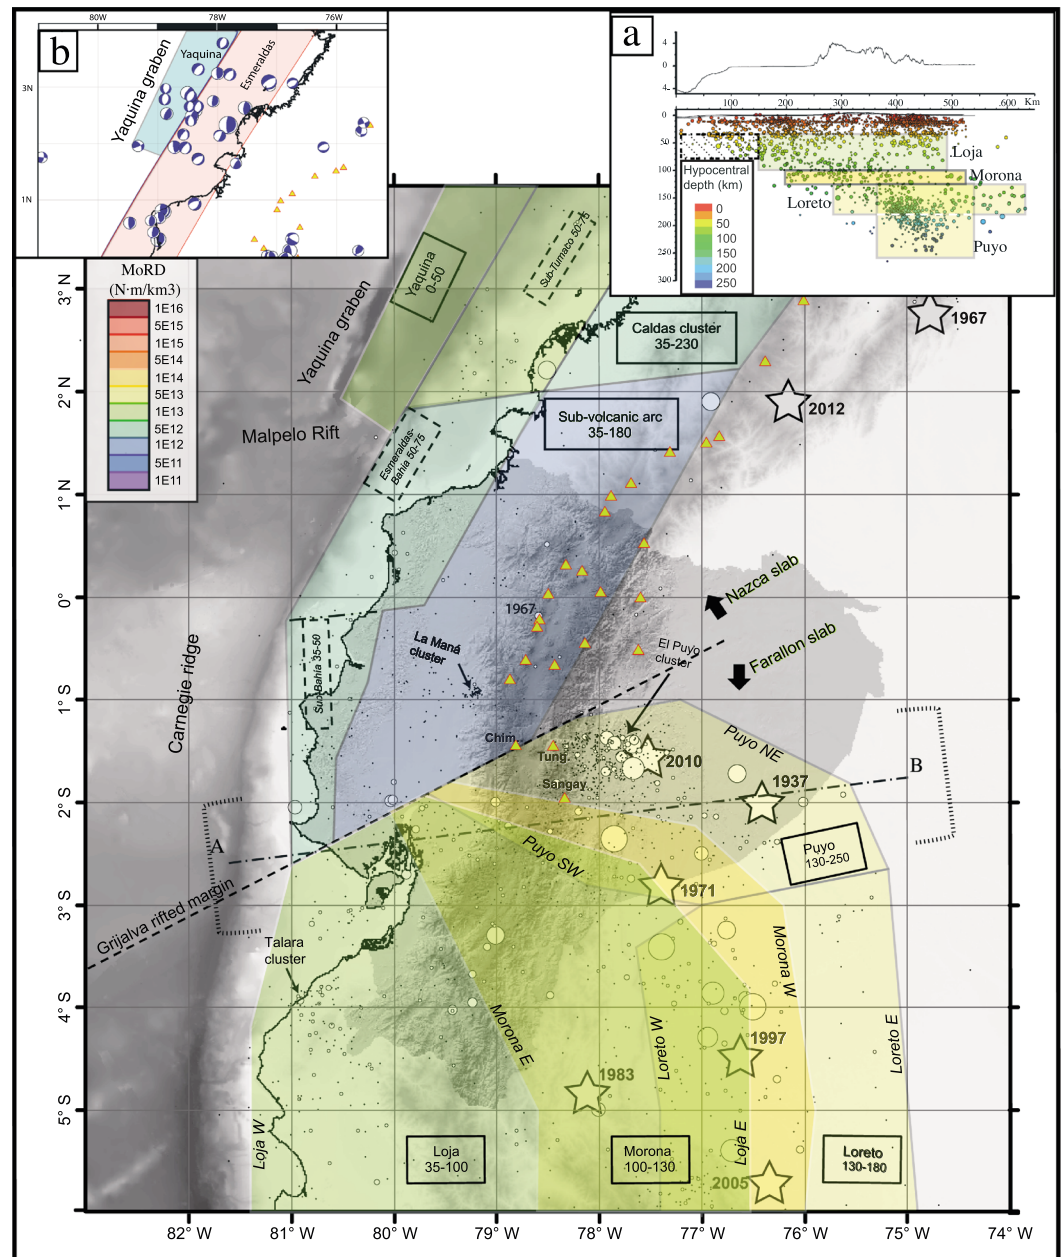 80W
78W
76W
b
3N
1N
Yaquina graben
Yaquina
Esmeraldas
a
4
0
4
100
200
300
400
500
.600
Km
50
100
150
200
250
300
Loja
Morona
Loreto
Puyo
Hypocentral
depth (km)
0
50
100
150
200
250
MoRD
(N·m/km3)
1E16
5E15
1E15
5E14
1E14
5E13
1E13
5E12
1E12
5E11
1E11
Yaquina
0-50
Sub-Tumaco 50-75
Yaquina graben
Malpelo Rift
Caldas cluster
35-230
1967
2012
Sub-volcanic arc
35-180
Esmeraldas-
Bahía 50-75
Carnegie ridge
Sub-Bahía 35-50
La Maná
cluster
1967
El Puyo
cluster
Nazca slab
Farallon slab
Chim.
Tung.
Sangay
2010
Puyo NE
1937
B
A
Puyo
130-250
Puyo SW
1971
Grijalva rifted margin
Talara
cluster
Morona W
Morona E
Loreto W
Loreto E
1997
1983
Loja W
Loja E
Loja
35-100
Morona
100-130
Loreto
130-180
2005
3° N
2° N
1° N
0°
1° S
2° S
3° S
4° S
5° S
82° W
81° W
80° W
79° W
78° W
77° W
76° W
75° W
74° W